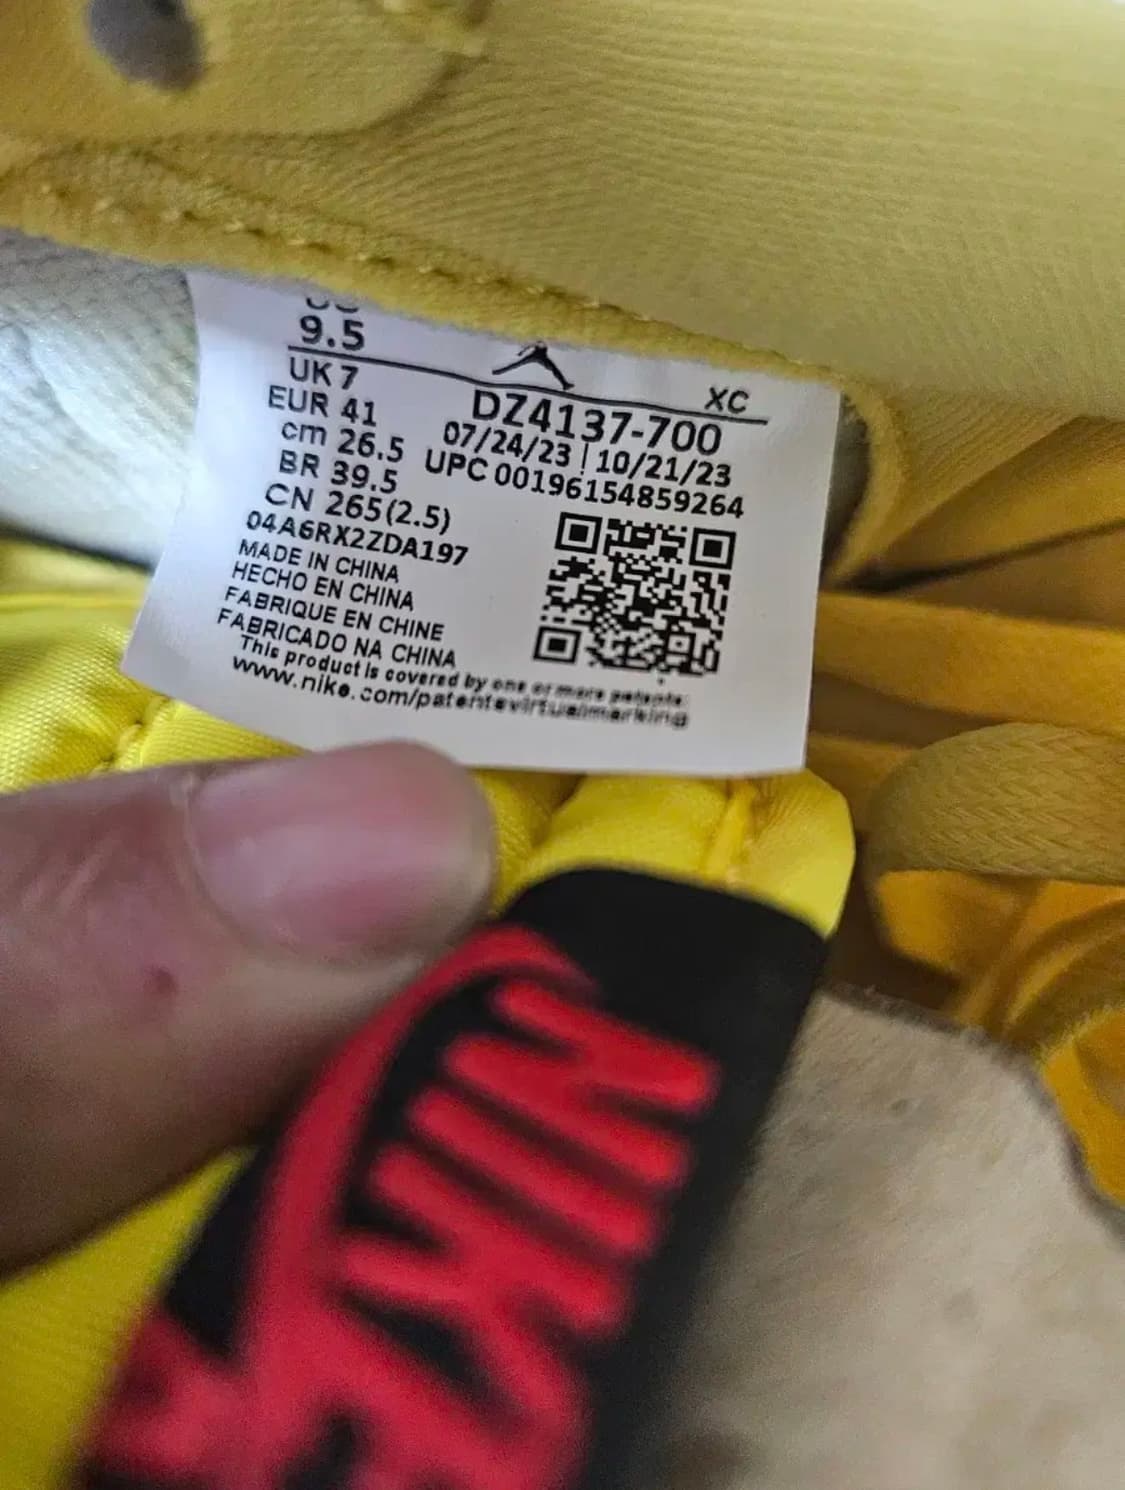 9.5
UK 7
EUR 41
cm 26.5
BR 39.5
CN 265(2.5)
04A6RX2ZDA197
XC
DZ4137-700
07/24/23 | 10/21/23
UPC 00196154859264
MADE IN CHINA
HECHO EN CHINA
FABRIQUE EN CHINE
FABRICADO NA CHINA
This product is covered by one or more patents:
www.nike.com/patentsvirtualmarking
NIKE